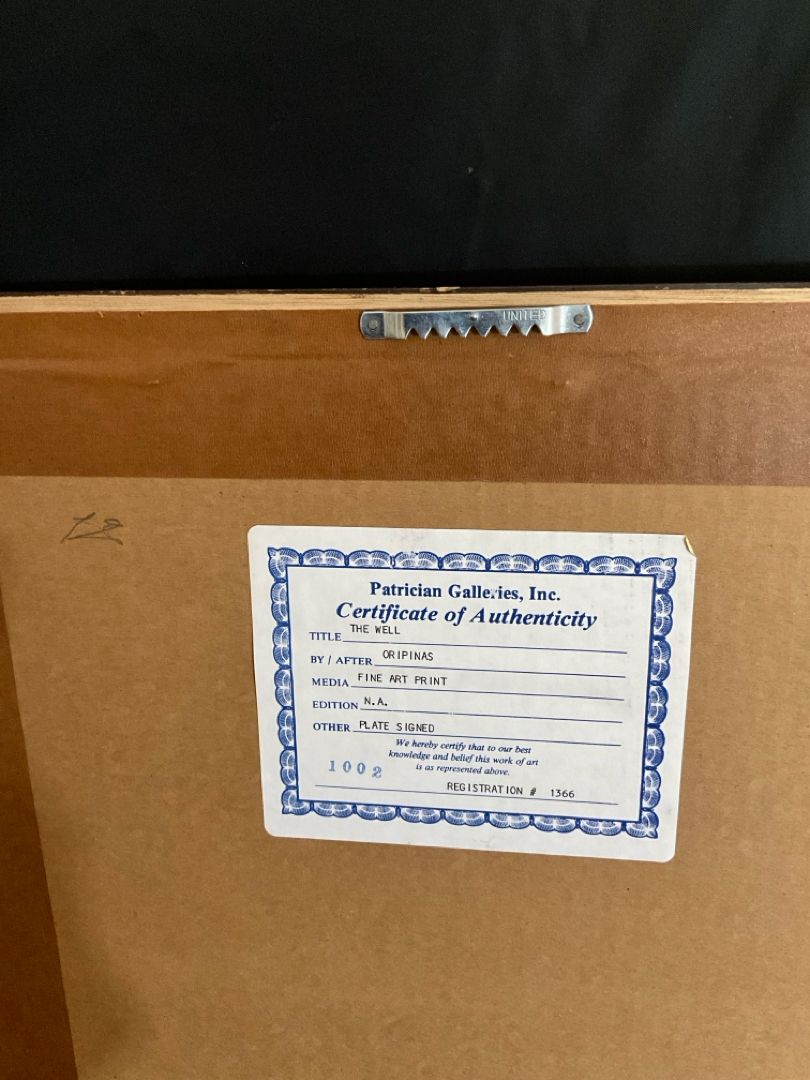 UNITED
Patrician Galleries, Inc.
Certificate of Authenticity
TITLE THE WELL
BY / AFTER ORIPINAS
MEDIA FINE ART PRINT
EDITION N.A.
OTHER PLATE SIGNED
We hereby certify that to our best
knowledge and belief this work of art
is as represented above.
1002
REGISTRATION # 1366